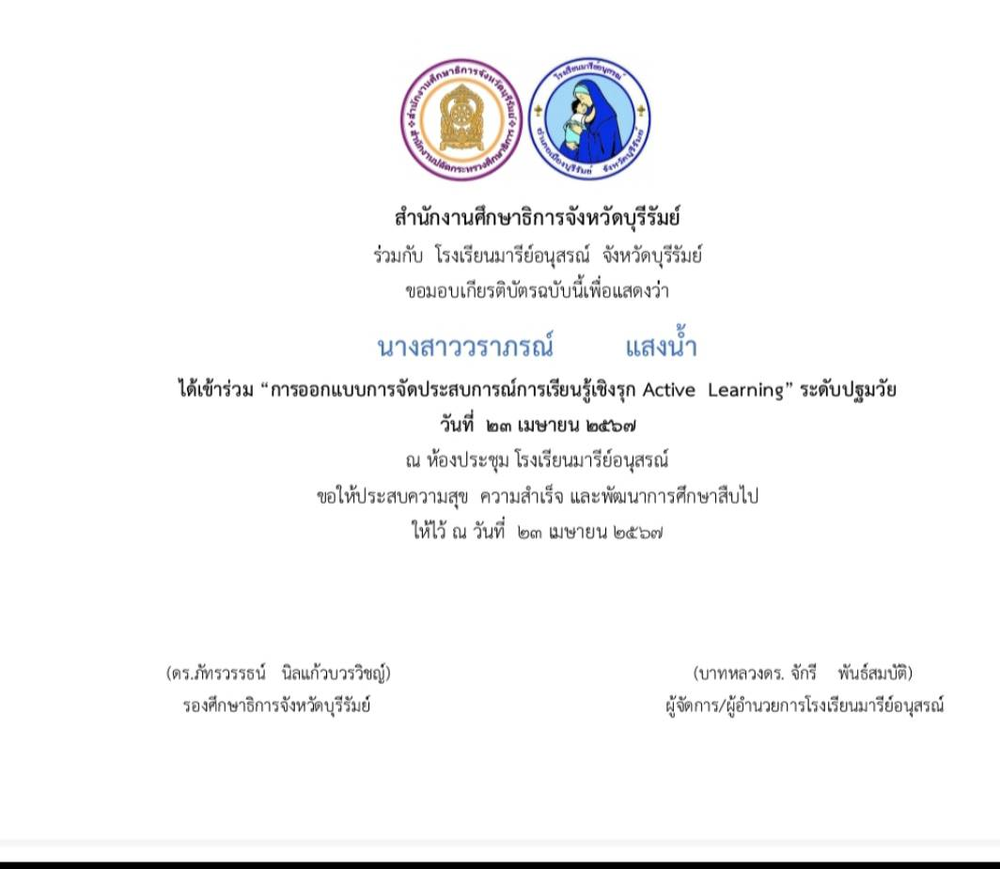 สำนักงานศึกษาธิการจังหวัดบุรีรัมย์
สำนักงานปลัดกระทรวงศึกษาธิการ
โรงเรียนมารีย์อนุสรณ์
อำเภอเมืองบุรีรัมย์ จังหวัดบุรีรัมย์
สำนักงานศึกษาธิการจังหวัดบุรีรัมย์
ร่วมกับ โรงเรียนมารีย์อนุสรณ์ จังหวัดบุรีรัมย์
ขอมอบเกียรติบัตรฉบับนี้เพื่อแสดงว่า
นางสาววราภรณ์ แสงน้ำ
ได้เข้าร่วม “การออกแบบการจัดประสบการณ์การเรียนรู้เชิงรุก Active Learning” ระดับปฐมวัย
วันที่ ๒๓ เมษายน ๒๕๖๗
ณ ห้องประชุม โรงเรียนมารีย์อนุสรณ์
ขอให้ประสบความสุข ความสำเร็จ และพัฒนาการศึกษาสืบไป
ให้ไว้ ณ วันที่ ๒๓ เมษายน ๒๕๖๗
(ดร.ภัทรวรรธน์ นิลแก้วบวรวิชญ์)
รองศึกษาธิการจังหวัดบุรีรัมย์
(บาทหลวงดร. จักรี พันธ์สมบัติ)
ผู้จัดการ/ผู้อำนวยการโรงเรียนมารีย์อนุสรณ์